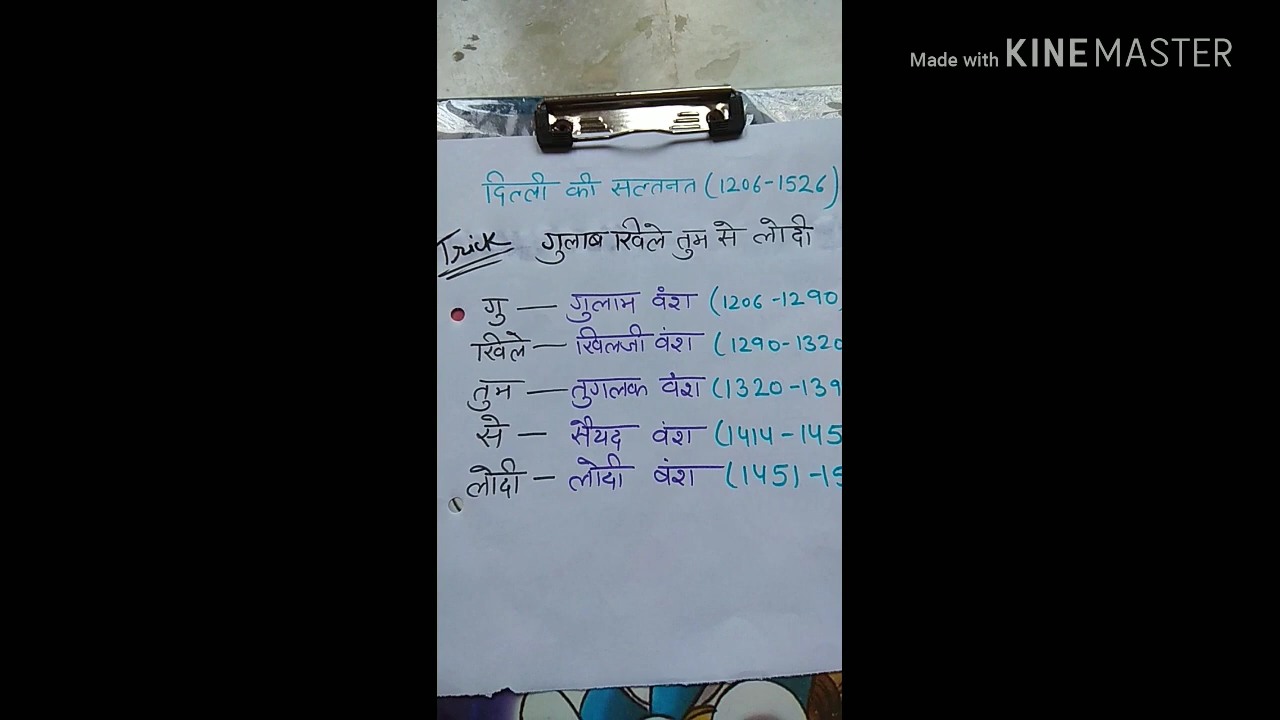 Made with KINEMASTER
दिल्ली की सल्तनत (1206-1526)
Trick गुलाब खिले तुम से लोदी
गु — गुलाम वंश (1206-1290)
खिले — खिलजी वंश (1290-1320
तुम — तुगलक वंश (1320-139
से — सैयद वंश (1414-145
लोदी — लोदी वंश (1451-15